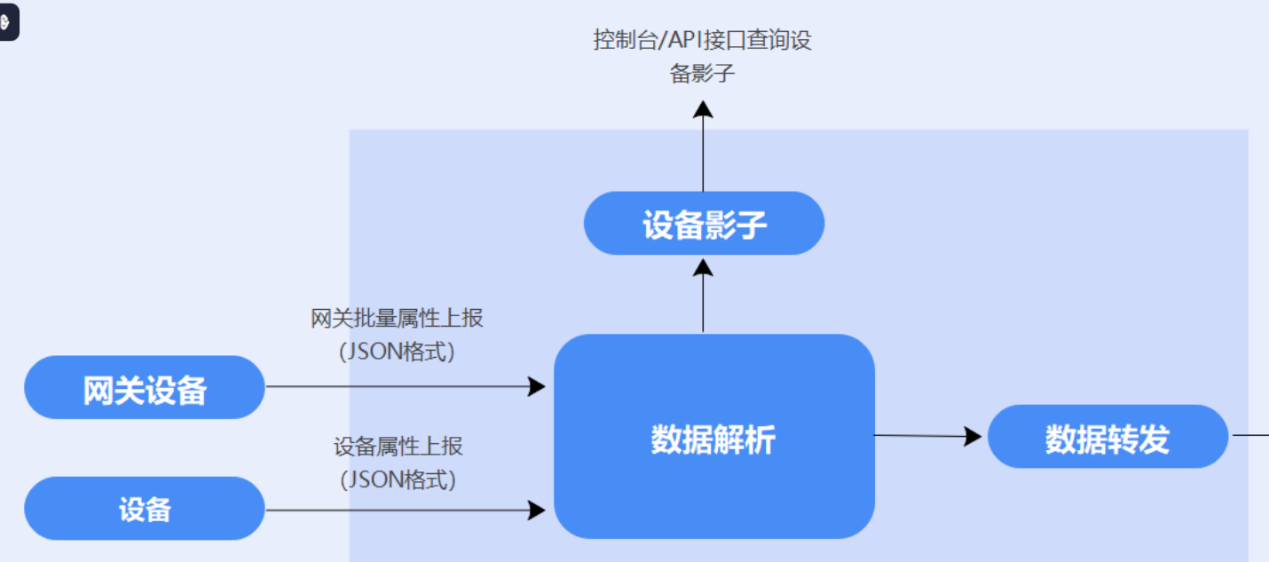 控制台/API接口查询设
备影子
设备影子
网关批量属性上报
(JSON格式)
网关设备
数据解析
设备属性上报
(JSON格式)
数据转发
设备